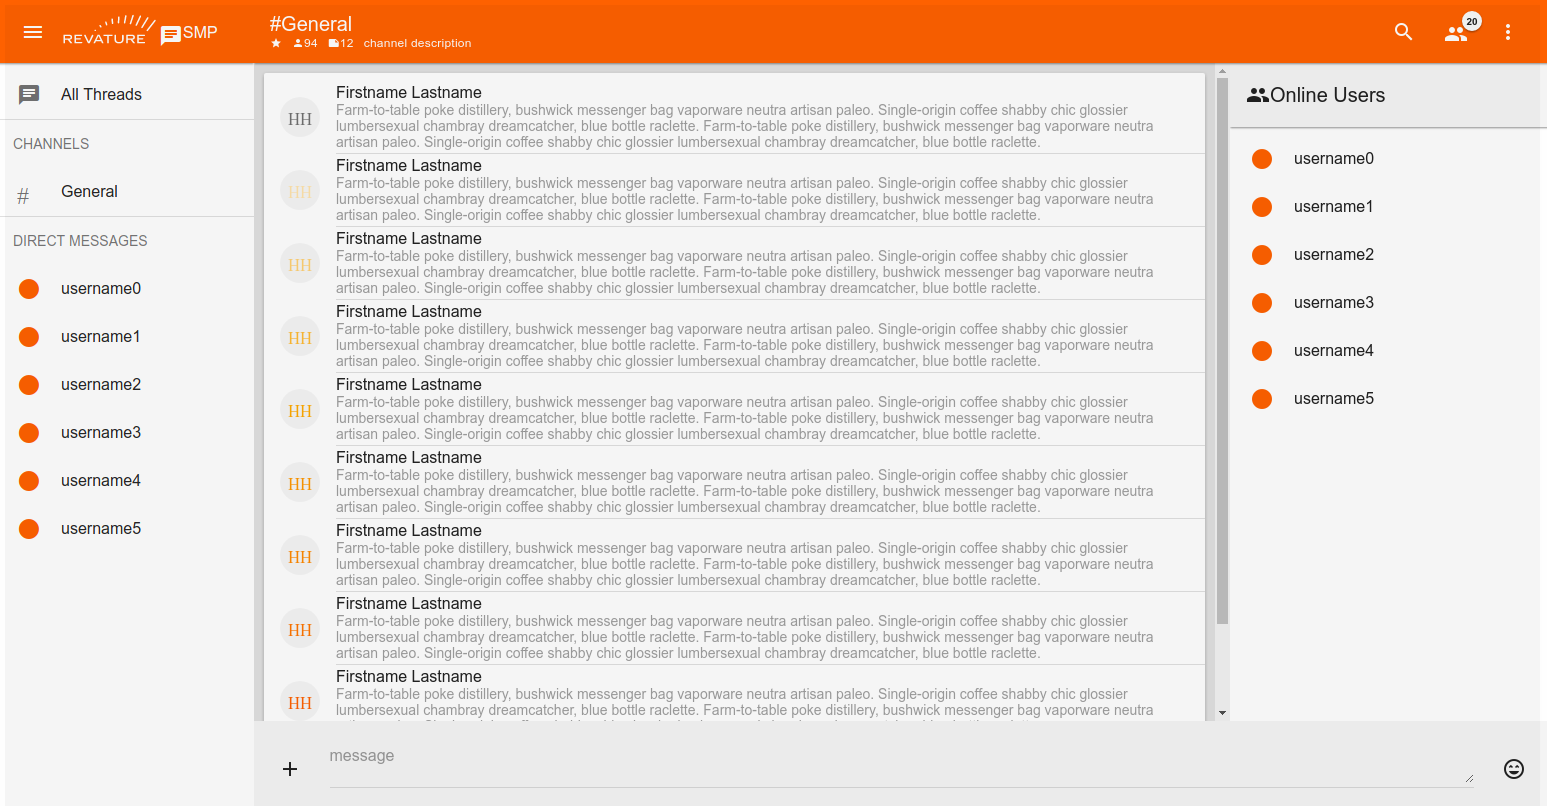 REVATURE SMP
#General
94 12 channel description
20
All Threads
CHANNELS
# General
DIRECT MESSAGES
username0
username1
username2
username3
username4
username5
HH
Firstname Lastname
Farm-to-table poke distillery, bushwick messenger bag vaporware neutra artisan paleo. Single-origin coffee shabby chic glossier
lumbersexual chambray dreamcatcher, blue bottle raclette. Farm-to-table poke distillery, bushwick messenger bag vaporware neutra
artisan paleo. Single-origin coffee shabby chic glossier lumbersexual chambray dreamcatcher, blue bottle raclette.
HH
Firstname Lastname
Farm-to-table poke distillery, bushwick messenger bag vaporware neutra artisan paleo. Single-origin coffee shabby chic glossier
lumbersexual chambray dreamcatcher, blue bottle raclette. Farm-to-table poke distillery, bushwick messenger bag vaporware neutra
artisan paleo. Single-origin coffee shabby chic glossier lumbersexual chambray dreamcatcher, blue bottle raclette.
HH
Firstname Lastname
Farm-to-table poke distillery, bushwick messenger bag vaporware neutra artisan paleo. Single-origin coffee shabby chic glossier
lumbersexual chambray dreamcatcher, blue bottle raclette. Farm-to-table poke distillery, bushwick messenger bag vaporware neutra
artisan paleo. Single-origin coffee shabby chic glossier lumbersexual chambray dreamcatcher, blue bottle raclette.
HH
Firstname Lastname
Farm-to-table poke distillery, bushwick messenger bag vaporware neutra artisan paleo. Single-origin coffee shabby chic glossier
lumbersexual chambray dreamcatcher, blue bottle raclette. Farm-to-table poke distillery, bushwick messenger bag vaporware neutra
artisan paleo. Single-origin coffee shabby chic glossier lumbersexual chambray dreamcatcher, blue bottle raclette.
HH
Firstname Lastname
Farm-to-table poke distillery, bushwick messenger bag vaporware neutra artisan paleo. Single-origin coffee shabby chic glossier
lumbersexual chambray dreamcatcher, blue bottle raclette. Farm-to-table poke distillery, bushwick messenger bag vaporware neutra
artisan paleo. Single-origin coffee shabby chic glossier lumbersexual chambray dreamcatcher, blue bottle raclette.
HH
Firstname Lastname
Farm-to-table poke distillery, bushwick messenger bag vaporware neutra artisan paleo. Single-origin coffee shabby chic glossier
lumbersexual chambray dreamcatcher, blue bottle raclette. Farm-to-table poke distillery, bushwick messenger bag vaporware neutra
artisan paleo. Single-origin coffee shabby chic glossier lumbersexual chambray dreamcatcher, blue bottle raclette.
HH
Firstname Lastname
Farm-to-table poke distillery, bushwick messenger bag vaporware neutra artisan paleo. Single-origin coffee shabby chic glossier
lumbersexual chambray dreamcatcher, blue bottle raclette. Farm-to-table poke distillery, bushwick messenger bag vaporware neutra
artisan paleo. Single-origin coffee shabby chic glossier lumbersexual chambray dreamcatcher, blue bottle raclette.
HH
Firstname Lastname
Farm-to-table poke distillery, bushwick messenger bag vaporware neutra artisan paleo. Single-origin coffee shabby chic glossier
lumbersexual chambray dreamcatcher, blue bottle raclette. Farm-to-table poke distillery, bushwick messenger bag vaporware neutra
artisan paleo. Single-origin coffee shabby chic glossier lumbersexual chambray dreamcatcher, blue bottle raclette.
HH
Firstname Lastname
Farm-to-table poke distillery, bushwick messenger bag vaporware neutra artisan paleo. Single-origin coffee shabby chic glossier
lumbersexual chambray dreamcatcher, blue bottle raclette. Farm-to-table poke distillery, bushwick messenger bag vaporware neutra
message
Online Users
username0
username1
username2
username3
username4
username5